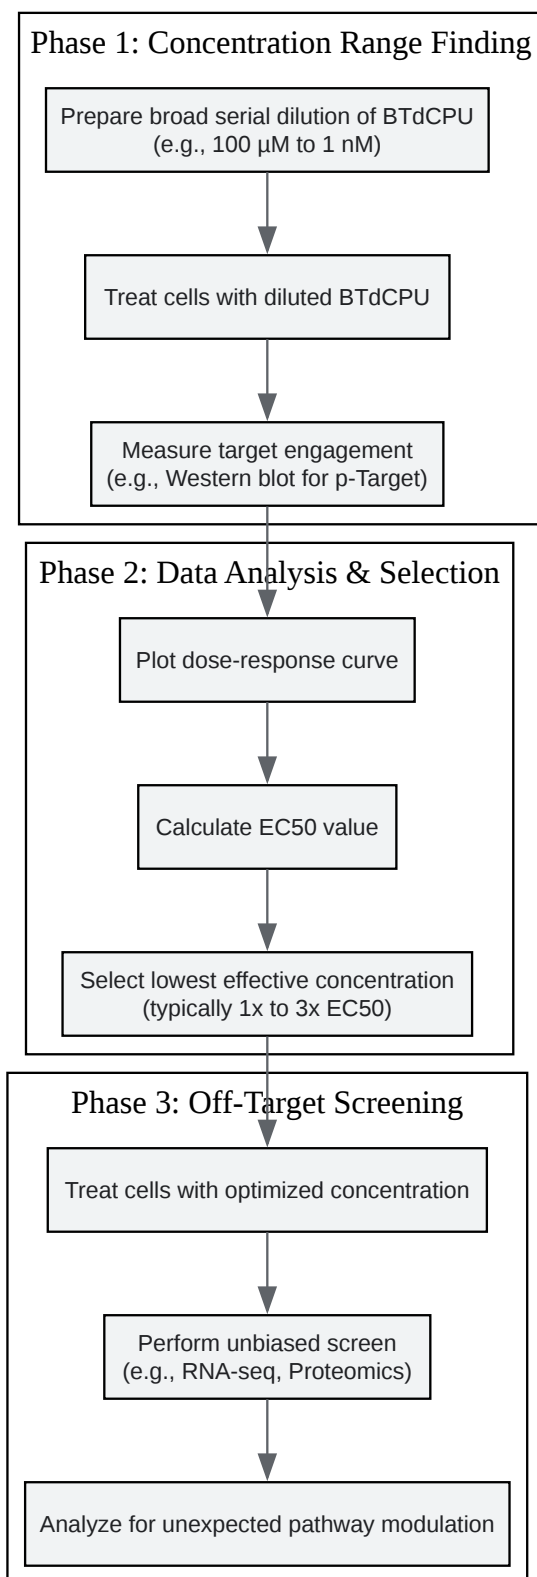 Phase 1: Concentration Range Finding
Prepare broad serial dilution of BTdCPU
(e.g., 100 µM to 1 nM)
Treat cells with diluted BTdCPU
Measure target engagement
(e.g., Western blot for p-Target)
Phase 2: Data Analysis & Selection
Plot dose-response curve
Calculate EC50 value
Select lowest effective concentration
(typically 1x to 3x EC50)
Phase 3: Off-Target Screening
Treat cells with optimized concentration
Perform unbiased screen
(e.g., RNA-seq, Proteomics)
Analyze for unexpected pathway modulation